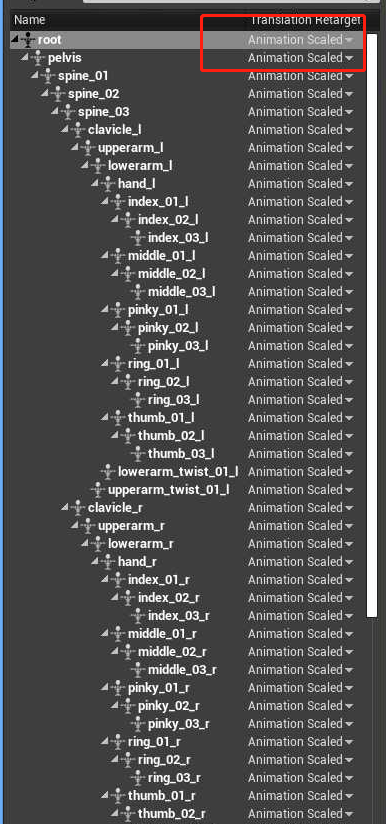 Name Translation Retarget
root Animation Scaled
pelvis Animation Scaled
spine_01 Animation Scaled
spine_02 Animation Scaled
spine_03 Animation Scaled
clavicle_l Animation Scaled
upperarm_l Animation Scaled
lowerarm_l Animation Scaled
hand_l Animation Scaled
index_01_l Animation Scaled
index_02_l Animation Scaled
index_03_l Animation Scaled
middle_01_l Animation Scaled
middle_02_l Animation Scaled
middle_03_l Animation Scaled
pinky_01_l Animation Scaled
pinky_02_l Animation Scaled
pinky_03_l Animation Scaled
ring_01_l Animation Scaled
ring_02_l Animation Scaled
ring_03_l Animation Scaled
thumb_01_l Animation Scaled
thumb_02_l Animation Scaled
thumb_03_l Animation Scaled
lowerarm_twist_01_l Animation Scaled
upperarm_twist_01_l Animation Scaled
clavicle_r Animation Scaled
upperarm_r Animation Scaled
lowerarm_r Animation Scaled
hand_r Animation Scaled
index_01_r Animation Scaled
index_02_r Animation Scaled
index_03_r Animation Scaled
middle_01_r Animation Scaled
middle_02_r Animation Scaled
middle_03_r Animation Scaled
pinky_01_r Animation Scaled
pinky_02_r Animation Scaled
pinky_03_r Animation Scaled
ring_01_r Animation Scaled
ring_02_r Animation Scaled
ring_03_r Animation Scaled
thumb_01_r Animation Scaled
thumb_02_r Animation Scaled